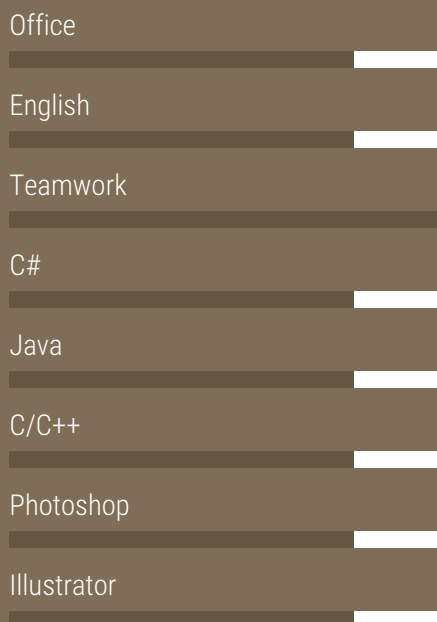 Office
English
Teamwork
C#
Java
C/C++
Photoshop
Illustrator